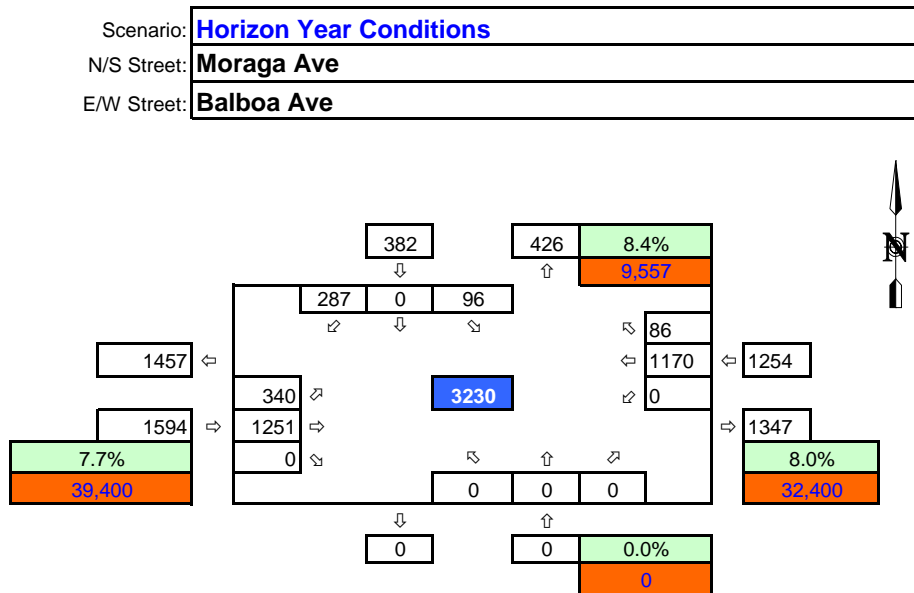 Scenario: Horizon Year Conditions
N/S Street: Moraga Ave
E/W Street: Balboa Ave
N
382 426 8.4%
⇩ ⇧ 9,557
287 0 96
⬃ ⇩ ⬂
⬁ 86
1457 ⇦ ⇦ 1170 ⇦ 1254
340 ⬀ 3230 ⬃ 0
1594 ⇨ 1251 ⇨ ⇨ 1347
7.7% 0 ⬂ ⬁ ⇧ ⬀ 8.0%
39,400 0 0 0 32,400
⇩ ⇧
0 0 0.0%
0